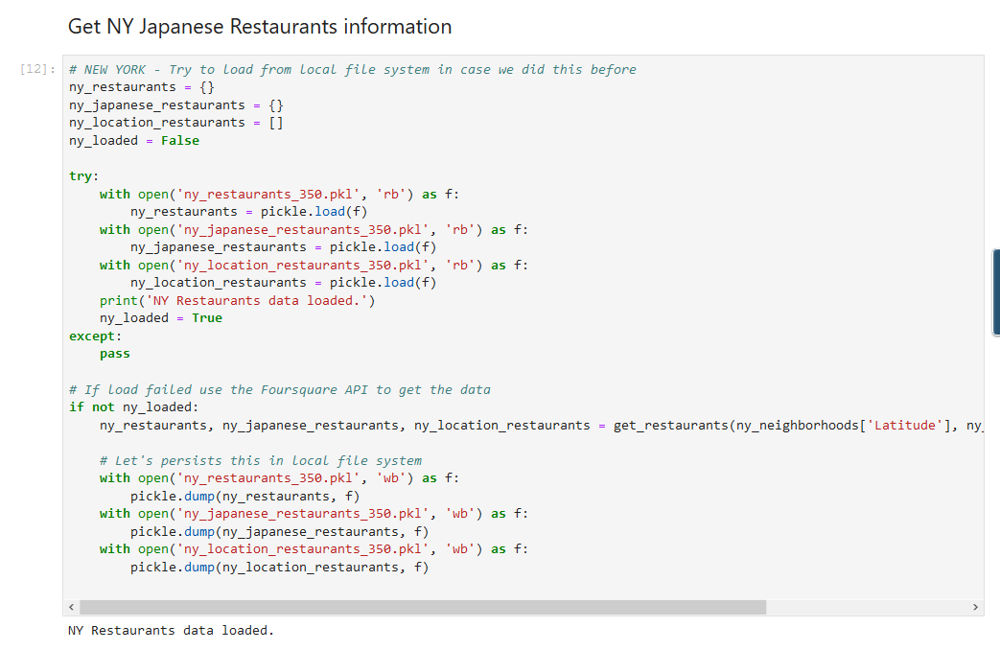 Get NY Japanese Restaurants information
[12]:
# NEW YORK - Try to load from local file system in case we did this before
ny_restaurants = {}
ny_japanese_restaurants = {}
ny_location_restaurants = []
ny_loaded = False
try:
    with open('ny_restaurants_350.pkl', 'rb') as f:
        ny_restaurants = pickle.load(f)
    with open('ny_japanese_restaurants_350.pkl', 'rb') as f:
        ny_japanese_restaurants = pickle.load(f)
    with open('ny_location_restaurants_350.pkl', 'rb') as f:
        ny_location_restaurants = pickle.load(f)
    print('NY Restaurants data loaded.')
    ny_loaded = True
except:
    pass
# If load failed use the Foursquare API to get the data
if not ny_loaded:
    ny_restaurants, ny_japanese_restaurants, ny_location_restaurants = get_restaurants(ny_neighborhoods['Latitude'], ny_
    # Let's persists this in local file system
    with open('ny_restaurants_350.pkl', 'wb') as f:
        pickle.dump(ny_restaurants, f)
    with open('ny_japanese_restaurants_350.pkl', 'wb') as f:
        pickle.dump(ny_japanese_restaurants, f)
    with open('ny_location_restaurants_350.pkl', 'wb') as f:
        pickle.dump(ny_location_restaurants, f)
NY Restaurants data loaded.